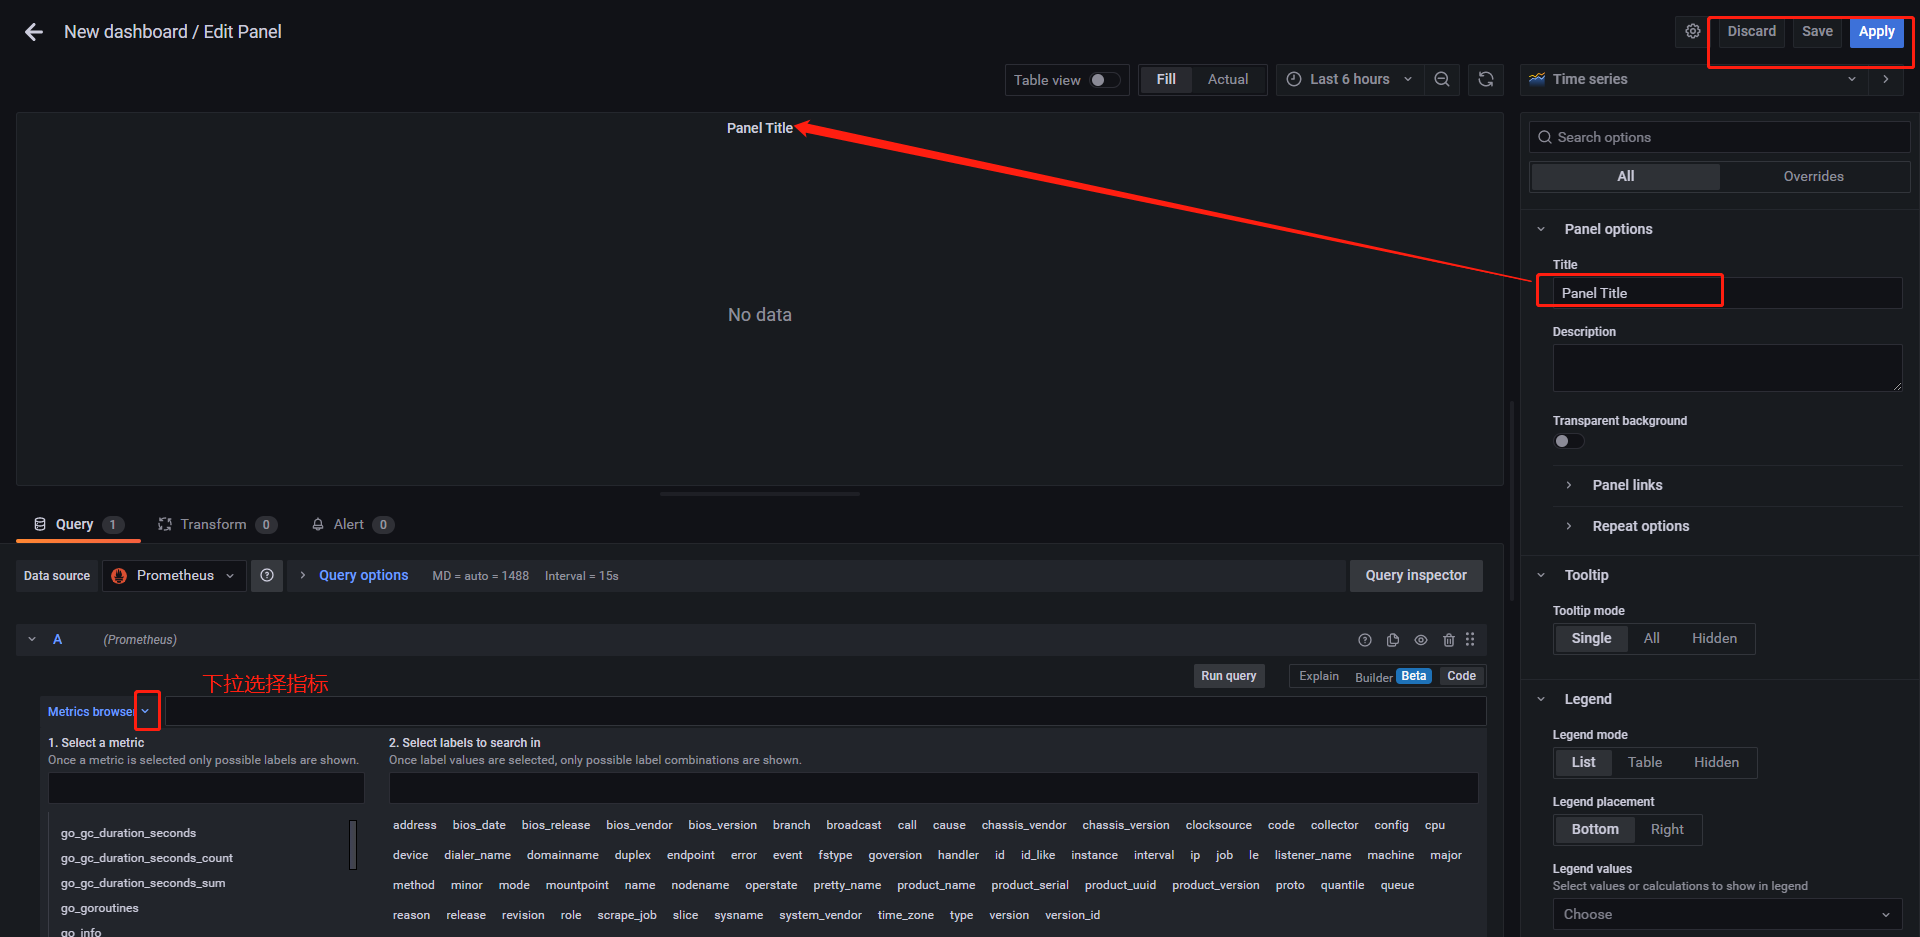 New dashboard / Edit Panel
Discard Save Apply
Table view Fill Actual Last 6 hours Time series
Panel Title
No data
Search options
All Overrides
Panel options
Title
Panel Title
Description
Transparent background
Panel links
Repeat options
Tooltip
Tooltip mode
Single All Hidden
Legend
Legend mode
List Table Hidden
Legend placement
Bottom Right
Legend values
Select values or calculations to show in legend
Choose
Query 1 Transform 0 Alert 0
Data source Prometheus Query options MD = auto = 1488 Interval = 15s Query inspector
A (Prometheus)
下拉选择指标
Run query Explain Builder Beta Code
Metrics browser
1. Select a metric
Once a metric is selected only possible labels are shown.
go_gc_duration_seconds
go_gc_duration_seconds_count
go_gc_duration_seconds_sum
go_goroutines
go_info
2. Select labels to search in
Once label values are selected, only possible label combinations are shown.
address bios_date bios_release bios_vendor bios_version branch broadcast call cause chassis_vendor chassis_version clocksource code collector config cpu
device dialer_name domainname duplex endpoint error event fstype goversion handler id id_like instance interval ip job le listener_name machine major
method minor mode mountpoint name nodename operstate pretty_name product_name product_serial product_uuid product_version proto quantile queue
reason release revision role scrape_job slice sysname system_vendor time_zone type version version_id